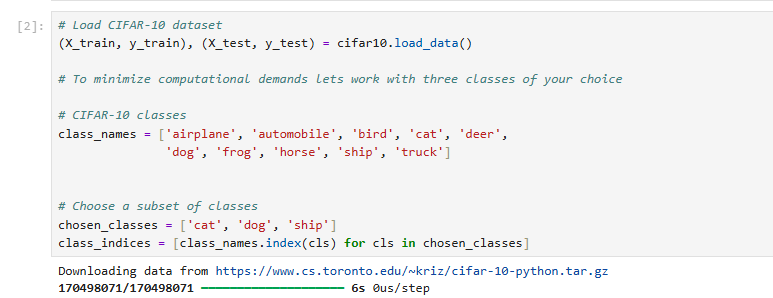 [2]:
# Load CIFAR-10 dataset
(X_train, y_train), (X_test, y_test) = cifar10.load_data()
# To minimize computational demands lets work with three classes of your choice
# CIFAR-10 classes
class_names = ['airplane', 'automobile', 'bird', 'cat', 'deer',
'dog', 'frog', 'horse', 'ship', 'truck']
# Choose a subset of classes
chosen_classes = ['cat', 'dog', 'ship']
class_indices = [class_names.index(cls) for cls in chosen_classes]
Downloading data from https://www.cs.toronto.edu/~kriz/cifar-10-python.tar.gz
170498071/170498071 ━━━━━━━━━━━━━━━━━━━━ 6s 0us/step